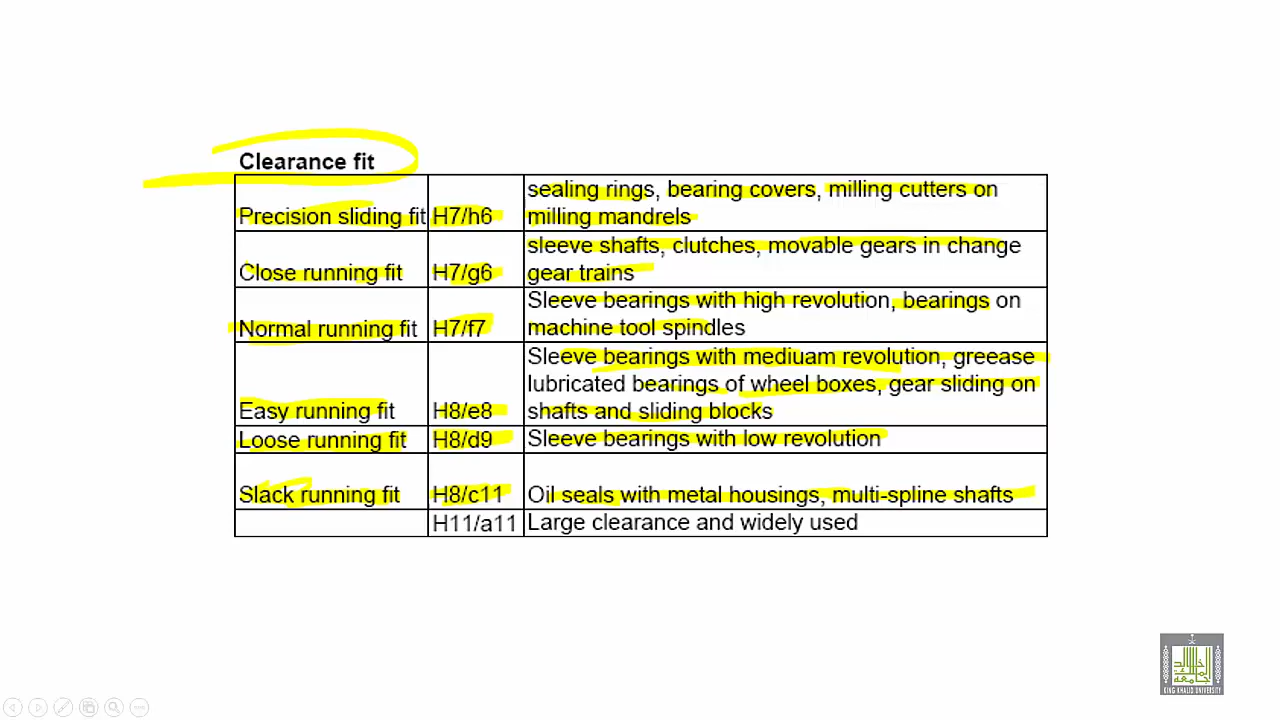 Clearance fit
sealing rings, bearing covers, milling cutters on
Precision sliding fit H7/h6 milling mandrels
sleeve shafts, clutches, movable gears in change
Close running fit H7/g6 gear trains
Sleeve bearings with high revolution, bearings on
Normal running fit H7/f7 machine tool spindles
Sleeve bearings with mediuam revolution, greease
lubricated bearings of wheel boxes, gear sliding on
Easy running fit H8/e8 shafts and sliding blocks
Loose running fit H8/d9 Sleeve bearings with low revolution
Slack running fit H8/c11 Oil seals with metal housings, multi-spline shafts
H11/a11 Large clearance and widely used
KING KHALID UNIVERSITY